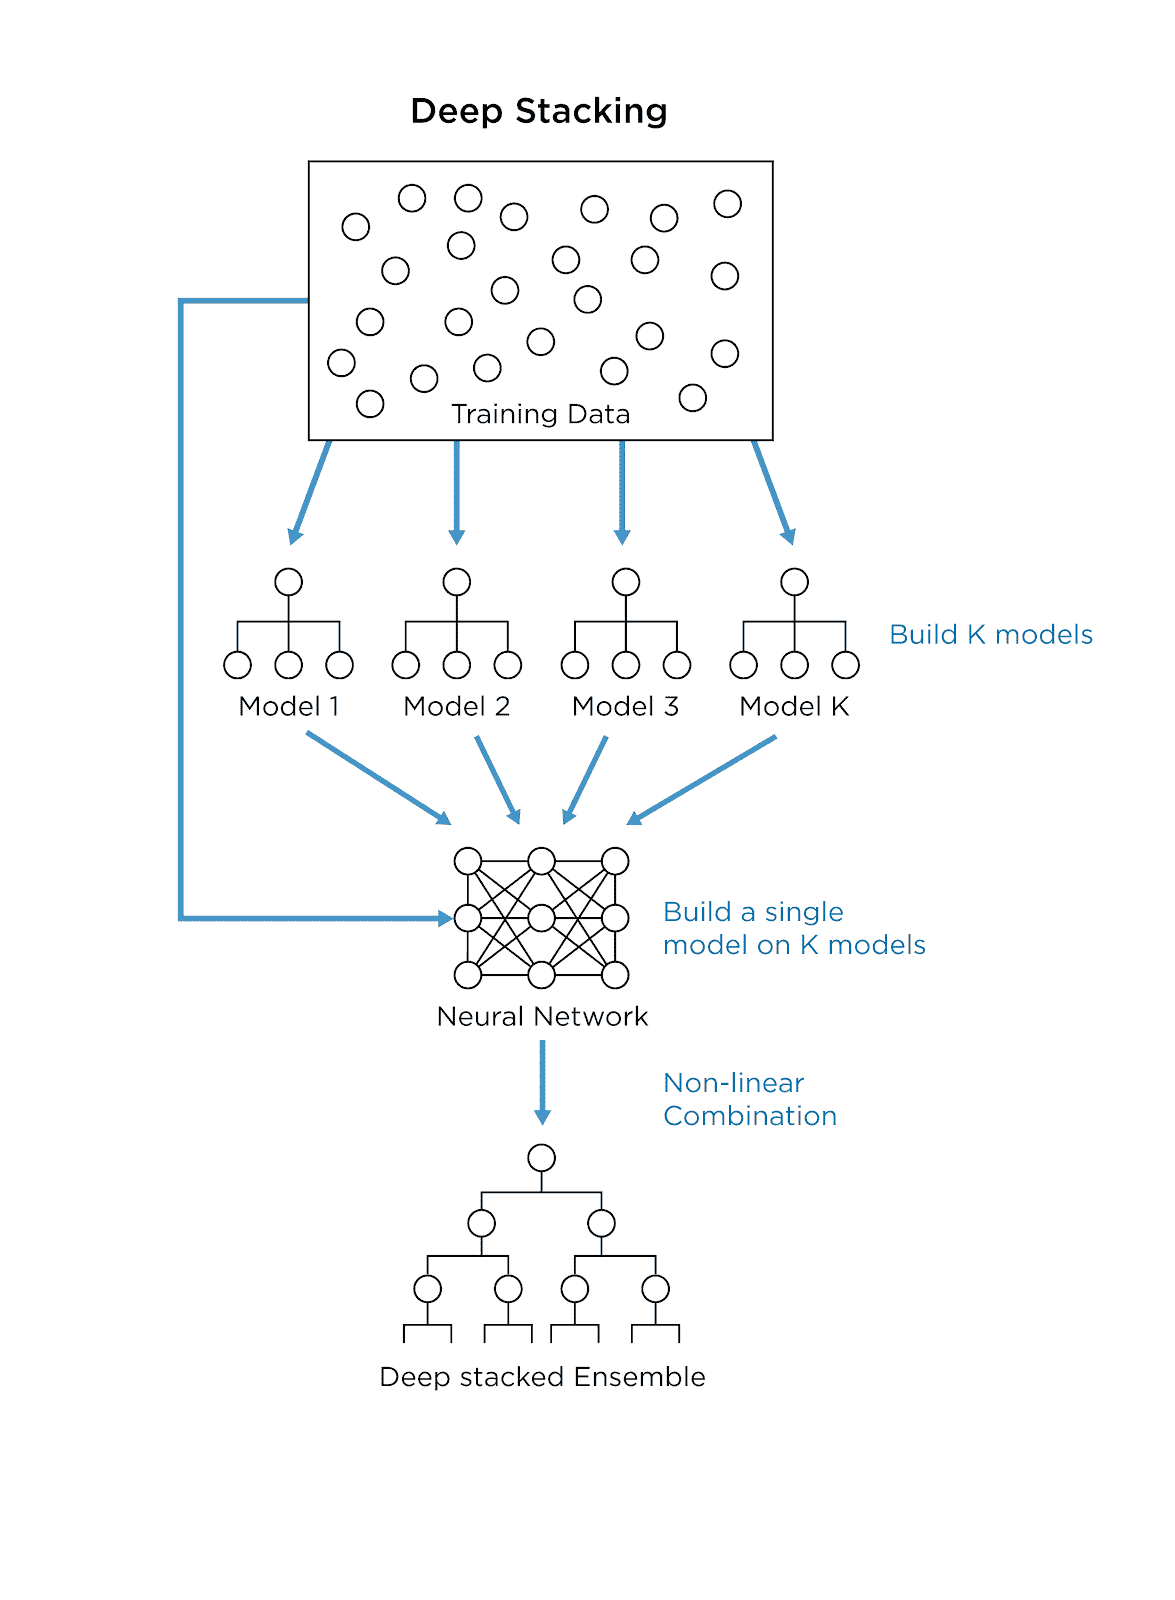 Deep Stacking
Training Data
Build K models
Model 1
Model 2
Model 3
Model K
Build a single
model on K models
Neural Network
Non-linear
Combination
Deep stacked Ensemble